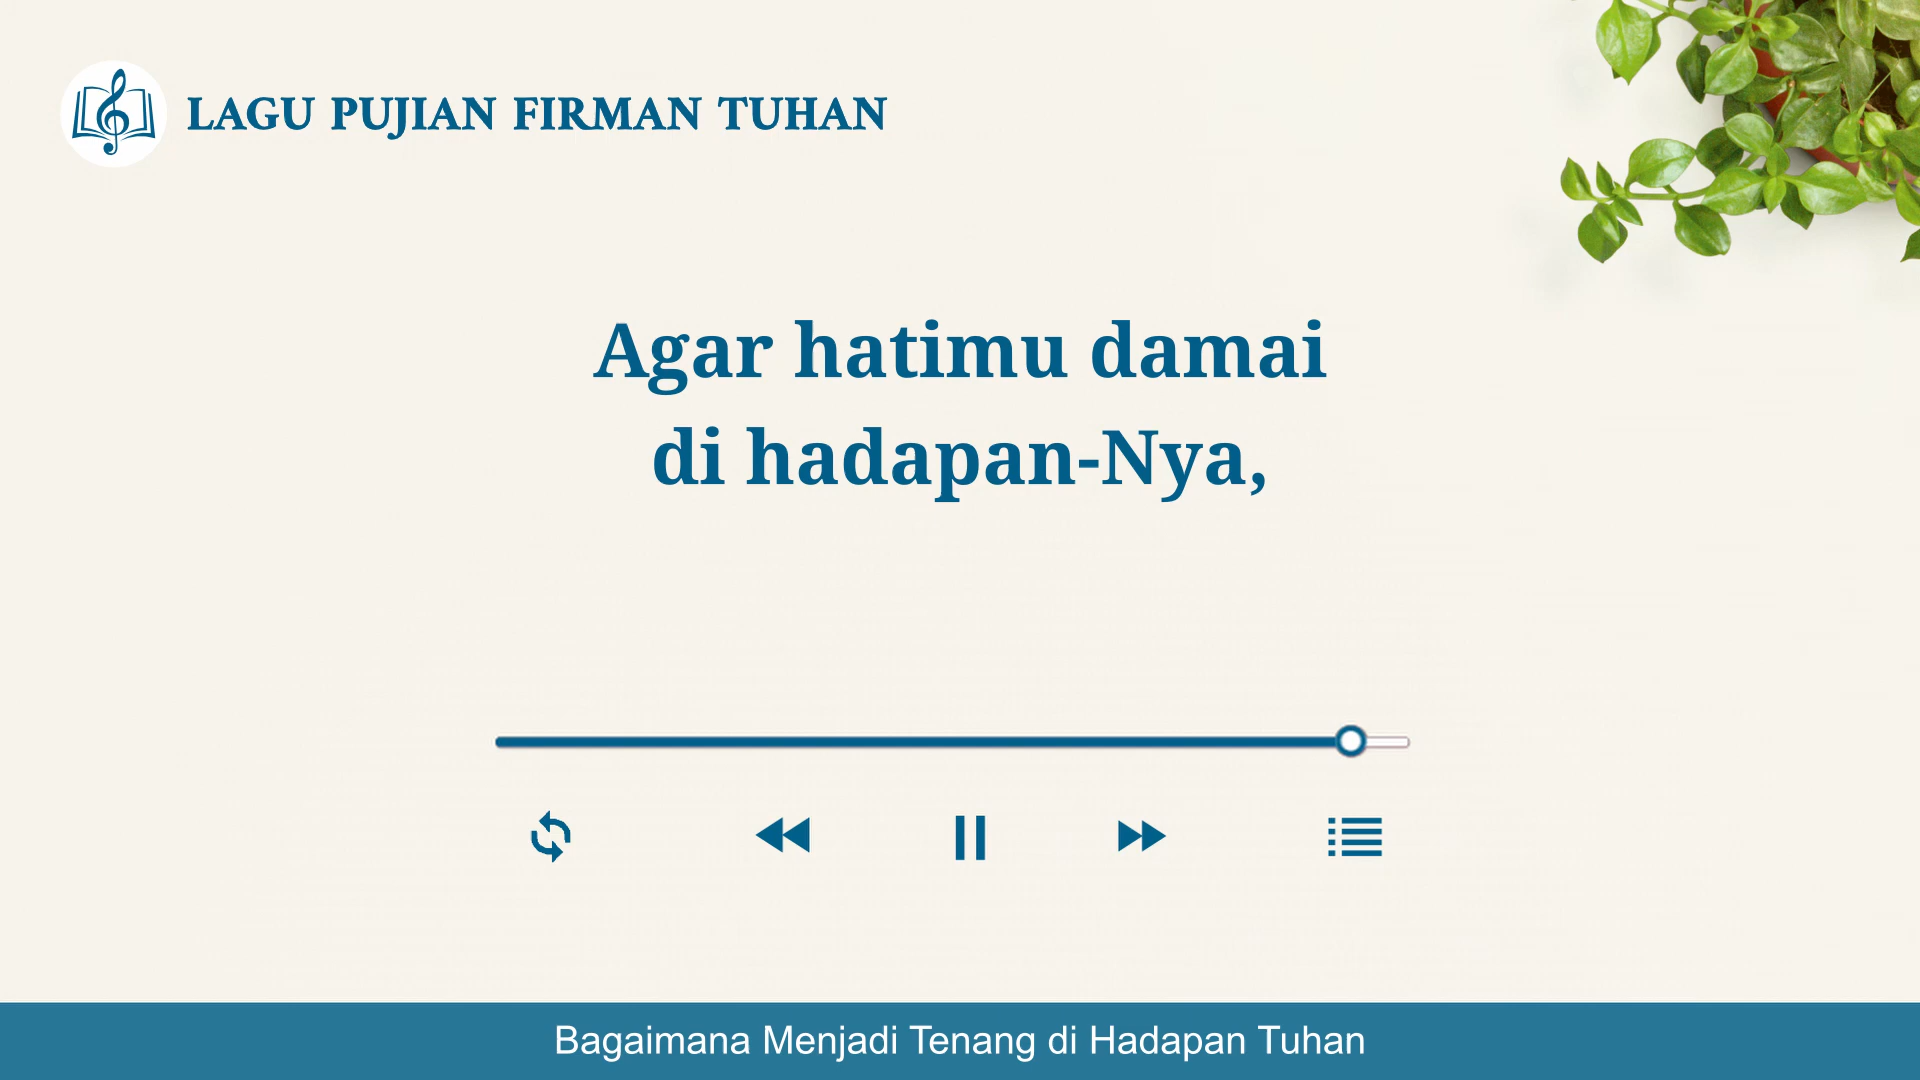 LAGU PUJIAN FIRMAN TUHAN
Agar hatimu damai
di hadapan-Nya,
Bagaimana Menjadi Tenang di Hadapan Tuhan